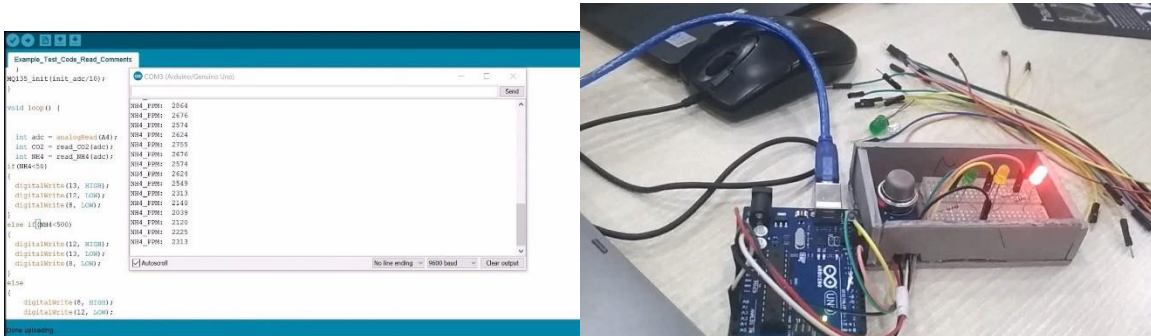 Example_Test_Code_Read_Comments
MQ135_init(init_adc/10);
}
void loop() {
int adc = analogRead(A4);
int CO2 = read_CO2(adc);
int NH4 = read_NH4(adc);
if(NH4<50)
{
digitalWrite(13, HIGH);
digitalWrite(12, LOW);
digitalWrite(8, LOW);
}
else if(NH4<500)
{
digitalWrite(12, HIGH);
digitalWrite(13, LOW);
digitalWrite(8, LOW);
}
else
{
digitalWrite(8, HIGH);
digitalWrite(12, LOW);
Done uploading.
COM3 (Arduino/Genuino Uno)
Send
NH4_PPM: 2864
NH4_PPM: 2676
NH4_PPM: 2574
NH4_PPM: 2624
NH4_PPM: 2755
NH4_PPM: 2676
NH4_PPM: 2574
NH4_PPM: 2624
NH4_PPM: 2549
NH4_PPM: 2313
NH4_PPM: 2140
NH4_PPM: 2039
NH4_PPM: 2120
NH4_PPM: 2225
NH4_PPM: 2313
Autoscroll
No line ending
9600 baud
Clear output
UNO
ARDUINO